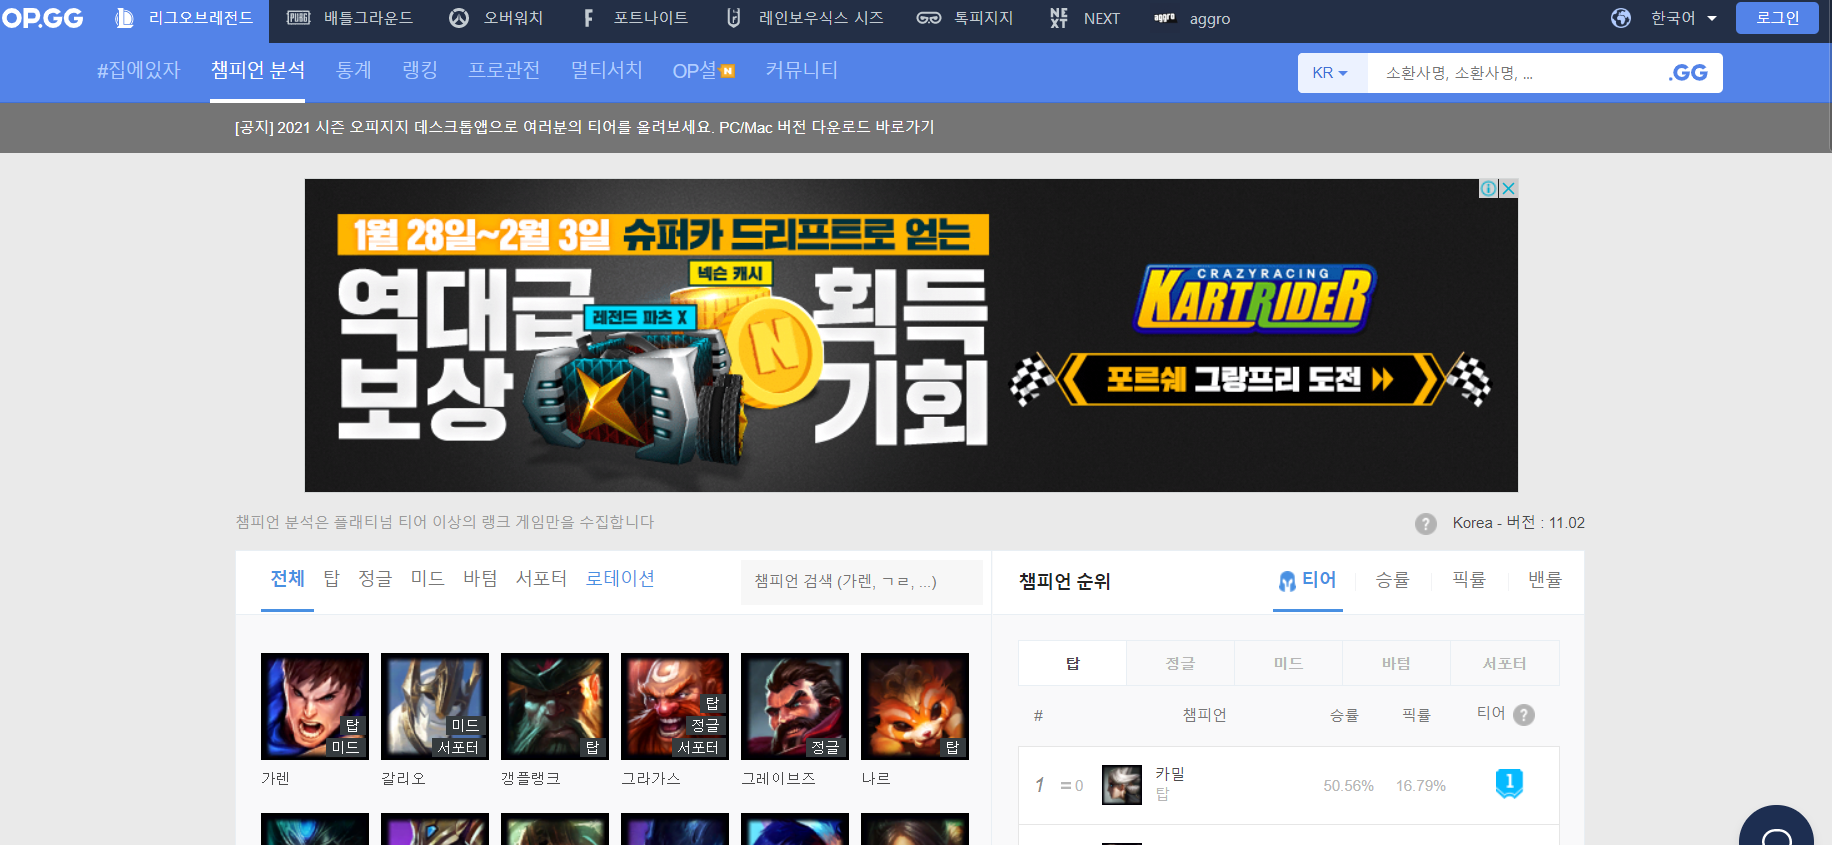 OP.GG 리그오브레전드 PUBG 배틀그라운드 오버워치 포트나이트 레인보우식스 시즈 톡피지지 NEXT NEXT aggro aggro 한국어 로그인
#집에있자 챔피언 분석 통계 랭킹 프로관전 멀티서치 OP셜 N 커뮤니티 KR 소환사명, 소환사명, ... .GG
[공지] 2021 시즌 오피지지 데스크톱앱으로 여러분의 티어를 올려보세요. PC/Mac 버전 다운로드 바로가기
1월 28일~2월 3일 슈퍼카 드리프트로 얻는
역대급 획득
보상 기회
넥슨 캐시
레전드 파츠 X
N
CRAZYRACING
KARTRIDER
포르쉐 그랑프리 도전
챔피언 분석은 플래티넘 티어 이상의 랭크 게임만을 수집합니다
? Korea - 버전 : 11.02
전체 탑 정글 미드 바텀 서포터 로테이션 챔피언 검색 (가렌, ㄱㄹ, ...)
탑
미드
가렌
미드
서포터
갈리오
탑
갱플랭크
탑
정글
서포터
그라가스
정글
그레이브즈
탑
나르
챔피언 순위 티어 승률 픽률 밴률
탑 정글 미드 바텀 서포터
# 챔피언 승률 픽률 티어 ?
1 = 0 카밀 50.56% 16.79% 1
탑